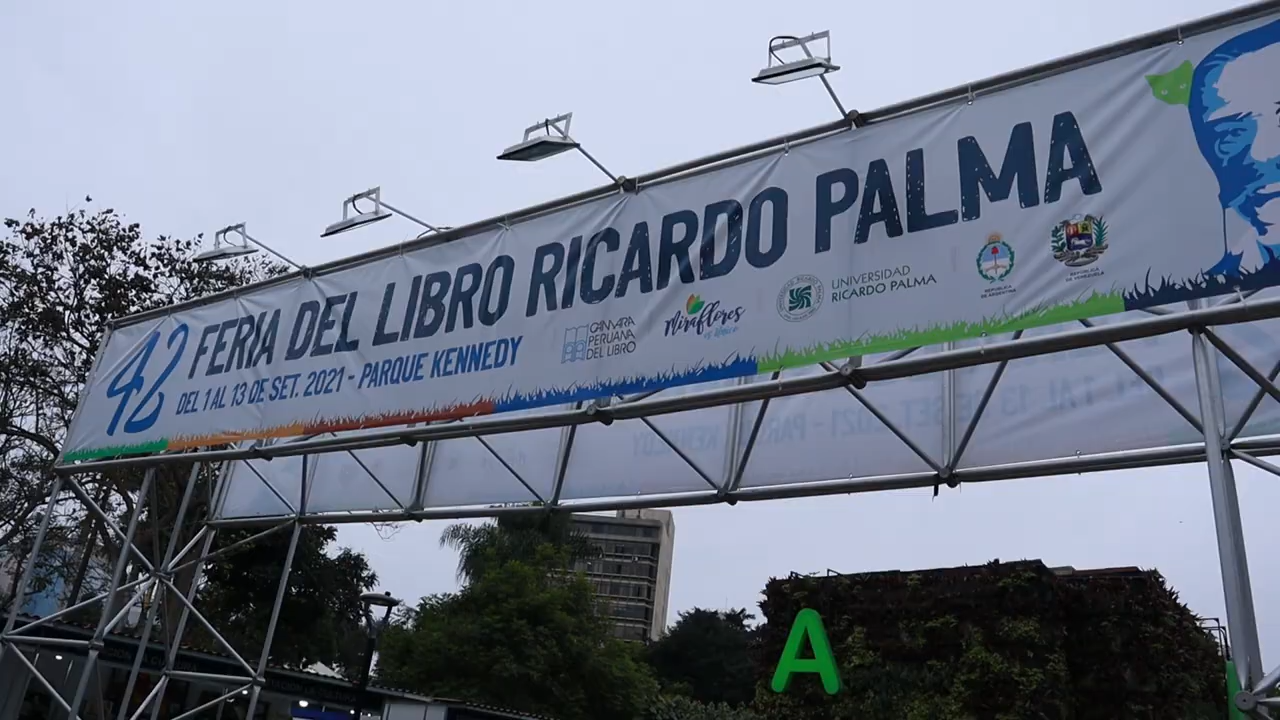 42 FERIA DEL LIBRO RICARDO PALMA
DEL 1 AL 13 DE SET. 2021 - PARQUE KENNEDY
CÁMARA
PERUANA
DEL LIBRO
Miraflores
UNIVERSIDAD
RICARDO PALMA
REPÚBLICA
DE ARGENTINA
REPÚBLICA
DE VENEZUELA
A